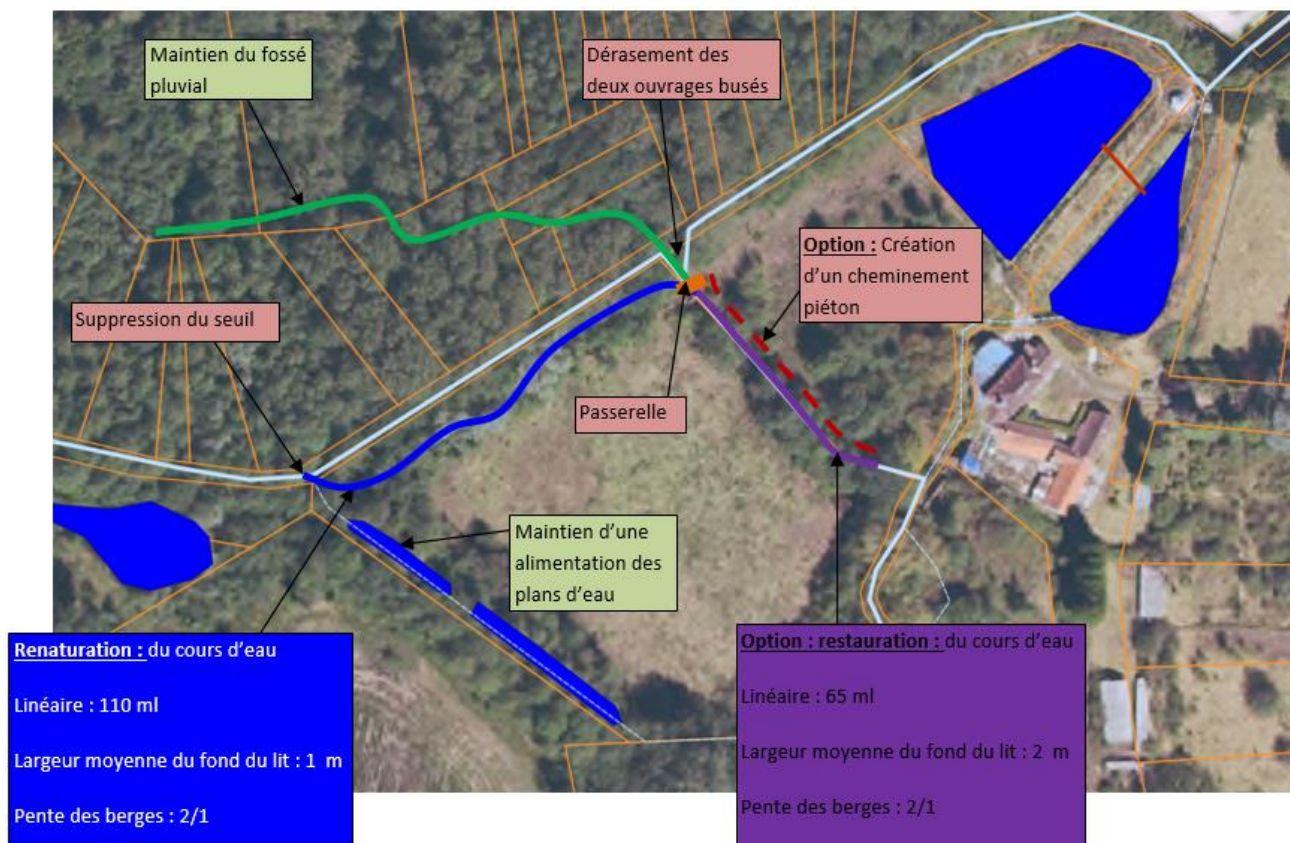 Maintien du fossé
pluvial
Dérasement des
deux ouvrages busés
Option : Création
d'un cheminement
piéton
Suppression du seuil
Passerelle
Maintien d'une
alimentation des
plans d'eau
Renaturation : du cours d'eau
Linéaire : 110 ml
Largeur moyenne du fond du lit : 1 m
Pente des berges : 2/1
Option : restauration : du cours d'eau
Linéaire : 65 ml
Largeur moyenne du fond du lit : 2 m
Pente des berges : 2/1